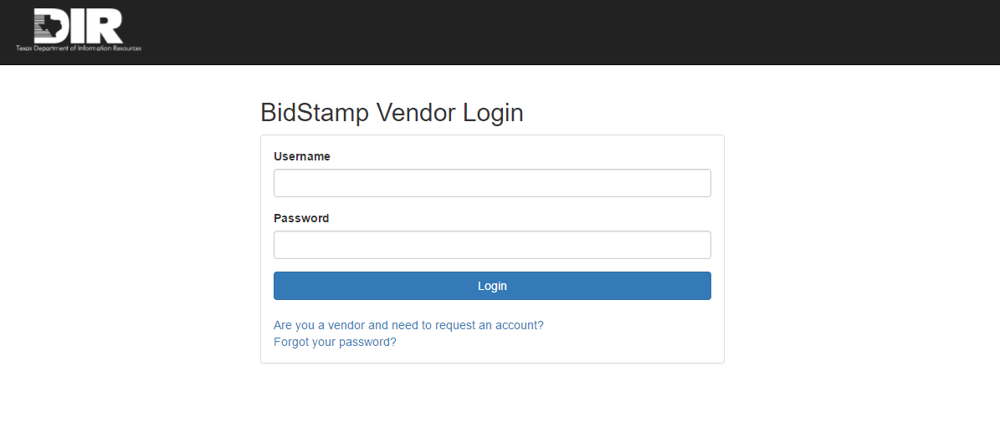 DIR
Texas Department of Information Resources
BidStamp Vendor Login
Username
Password
Login
Are you a vendor and need to request an account?
Forgot your password?